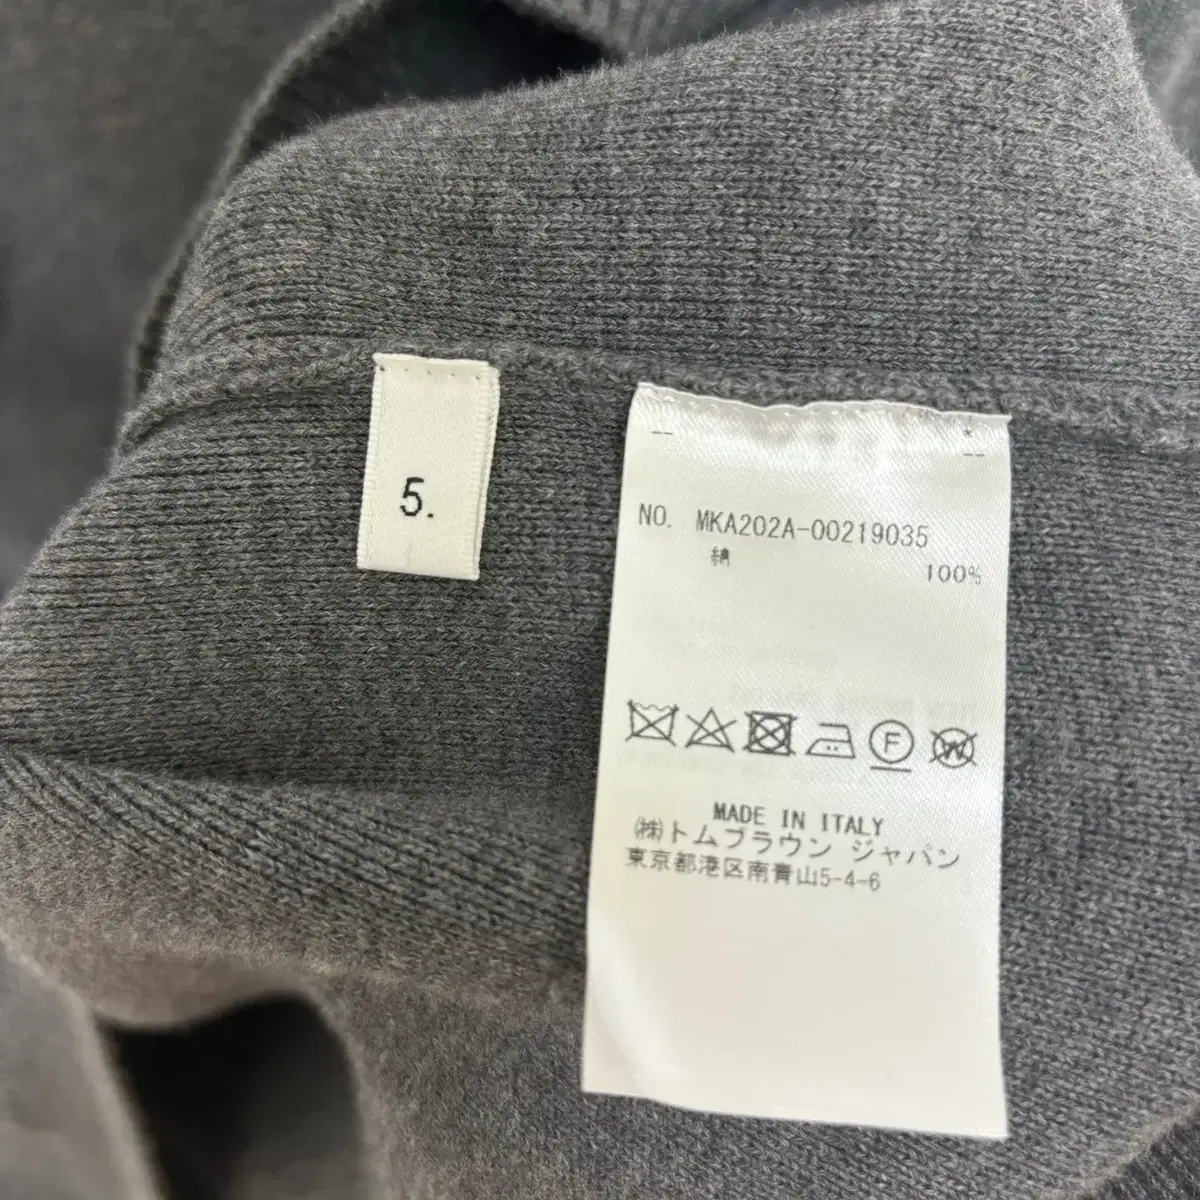 5.
NO. MKA202A-00219035
綿 100%
F
W
MADE IN ITALY
㈱トムブラウン ジャパン
東京都港区南青山5-4-6